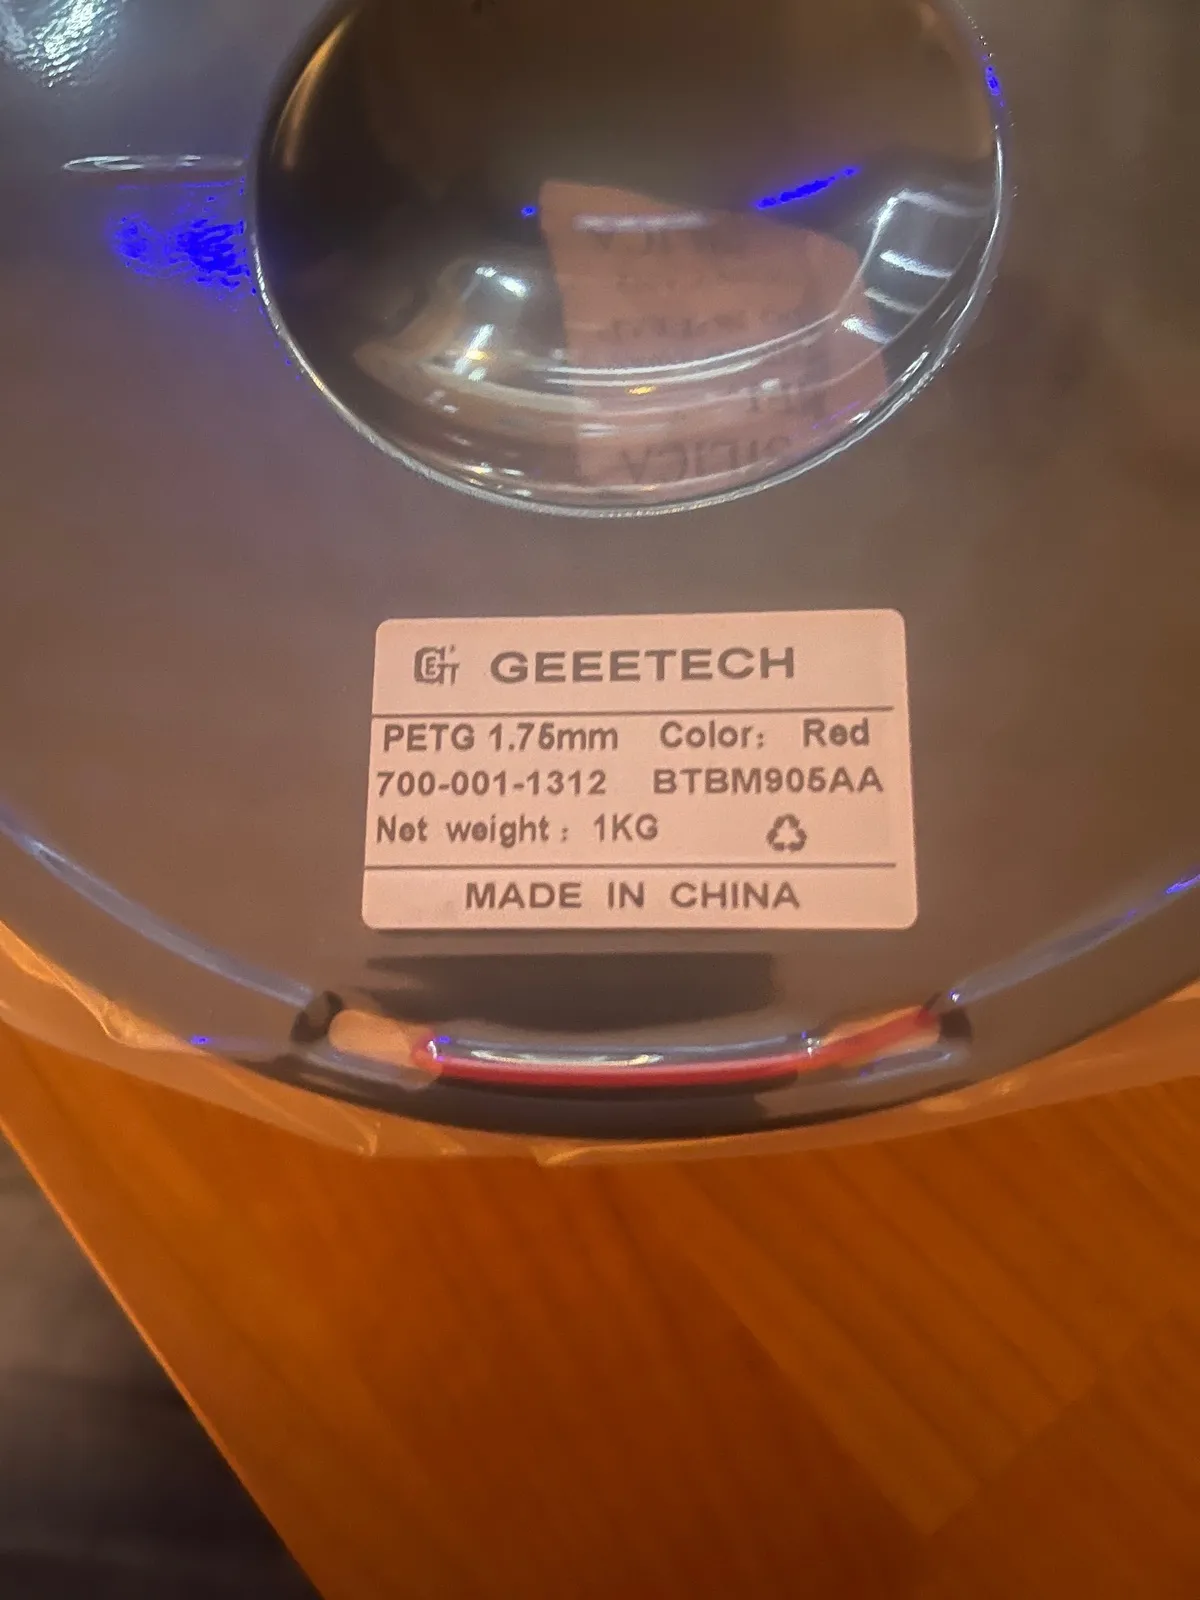 GEEETECH
PETG 1.75mm Color: Red
700-001-1312 BTBM905AA
Net weight: 1KG
MADE IN CHINA